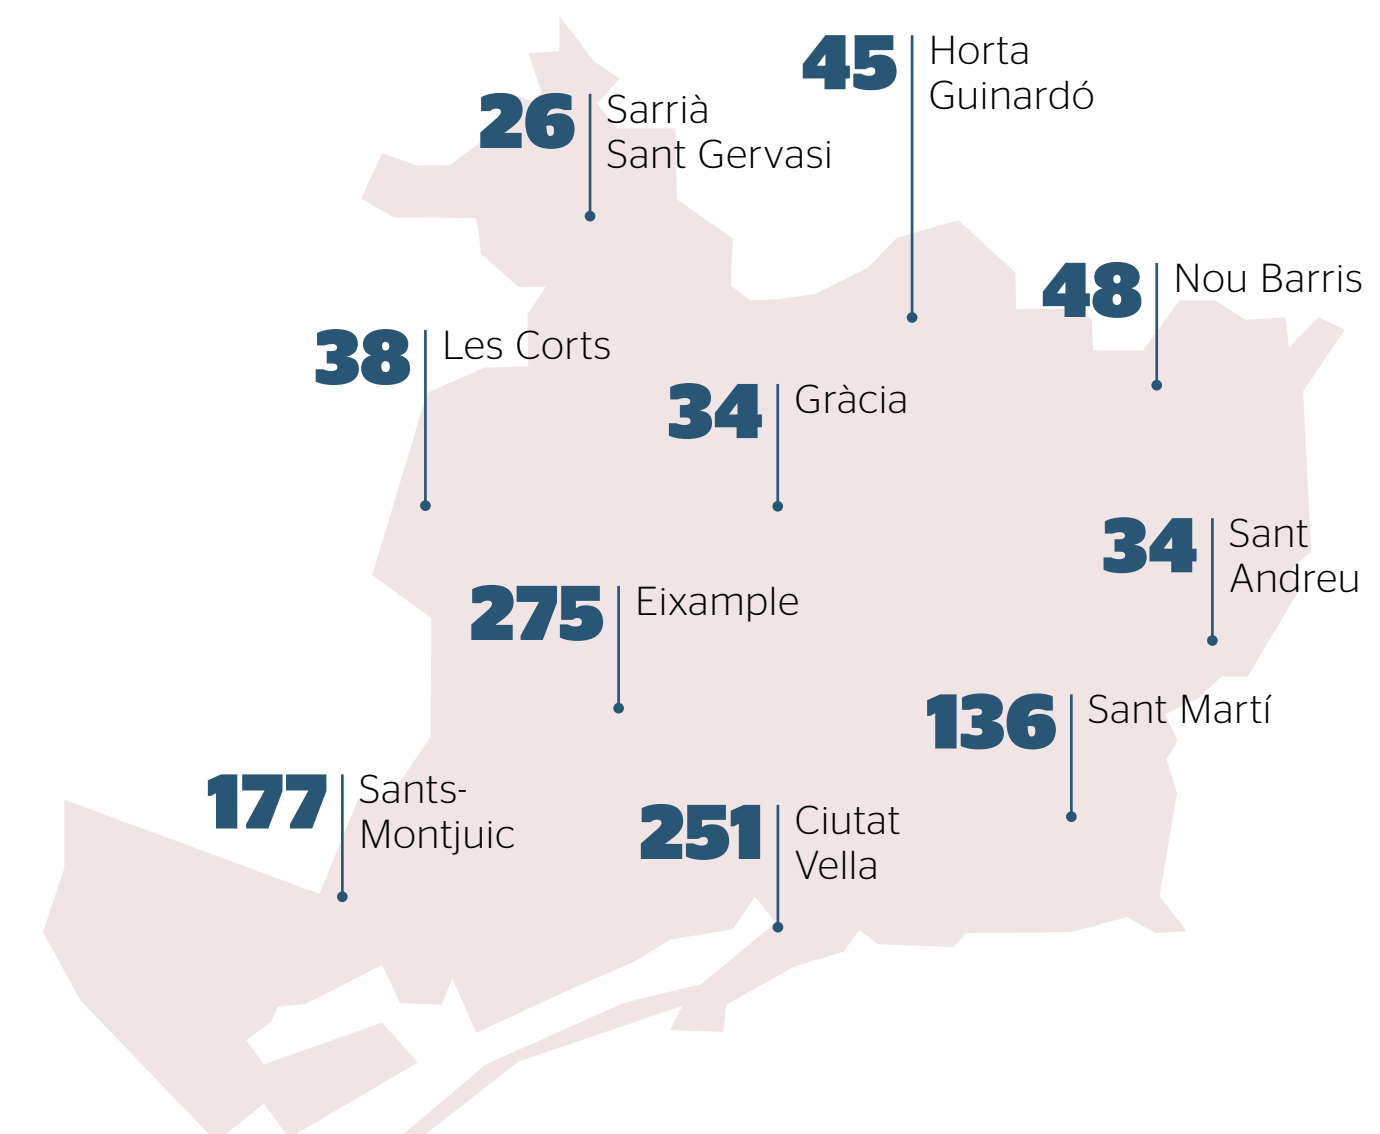 45
Horta
Guinardó
26
Sarrià
Sant Gervasi
48
Nou Barris
38
Les Corts
34
Gràcia
34
Sant
Andreu
275
Eixample
136
Sant Martí
177
Sants-
Montjuic
251
Ciutat
Vella